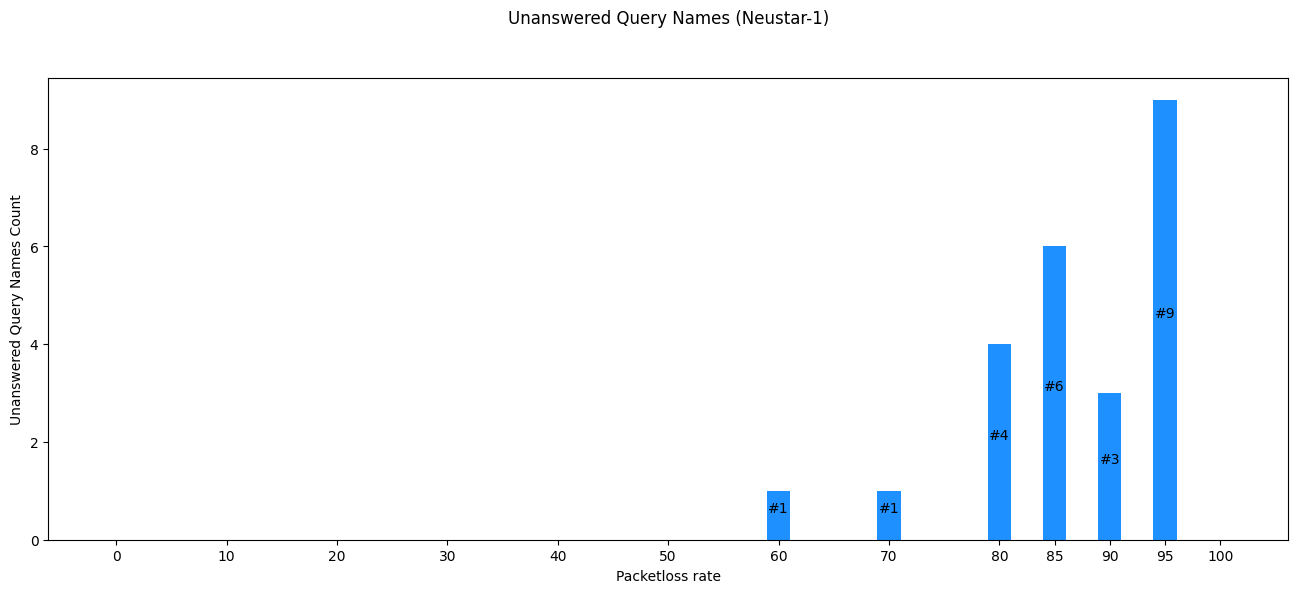 Unanswered Query Names (Neustar-1)
Unanswered Query Names Count
8
6
4
2
0
#1
#1
#4
#6
#3
#9
0 10 20 30 40 50 60 70 80 85 90 95 100
Packetloss rate